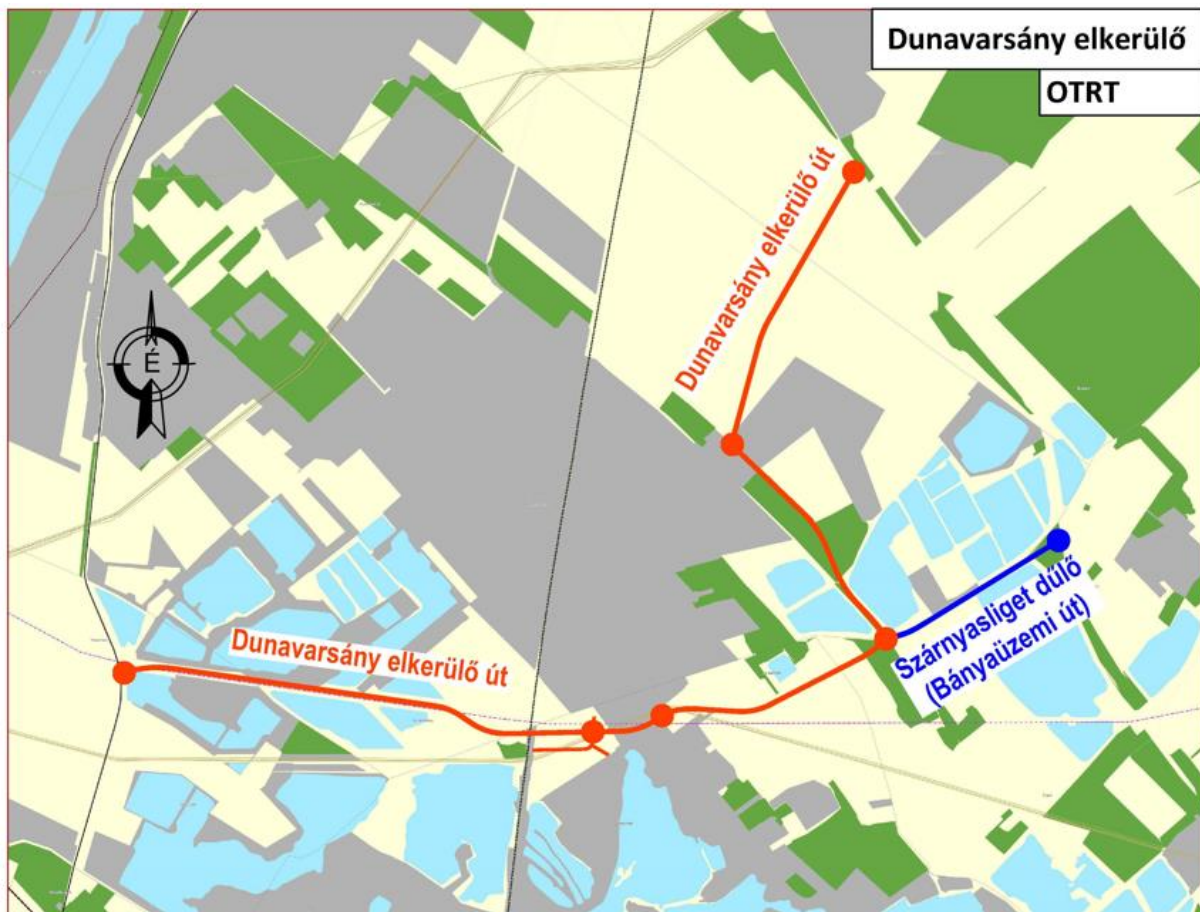 Dunavarsány elkerülő
OTRT
Dunavarsány elkerülő út
É
Dunavarsány elkerülő út
Szárnyasliget dűlő
(Bányaüzemi út)